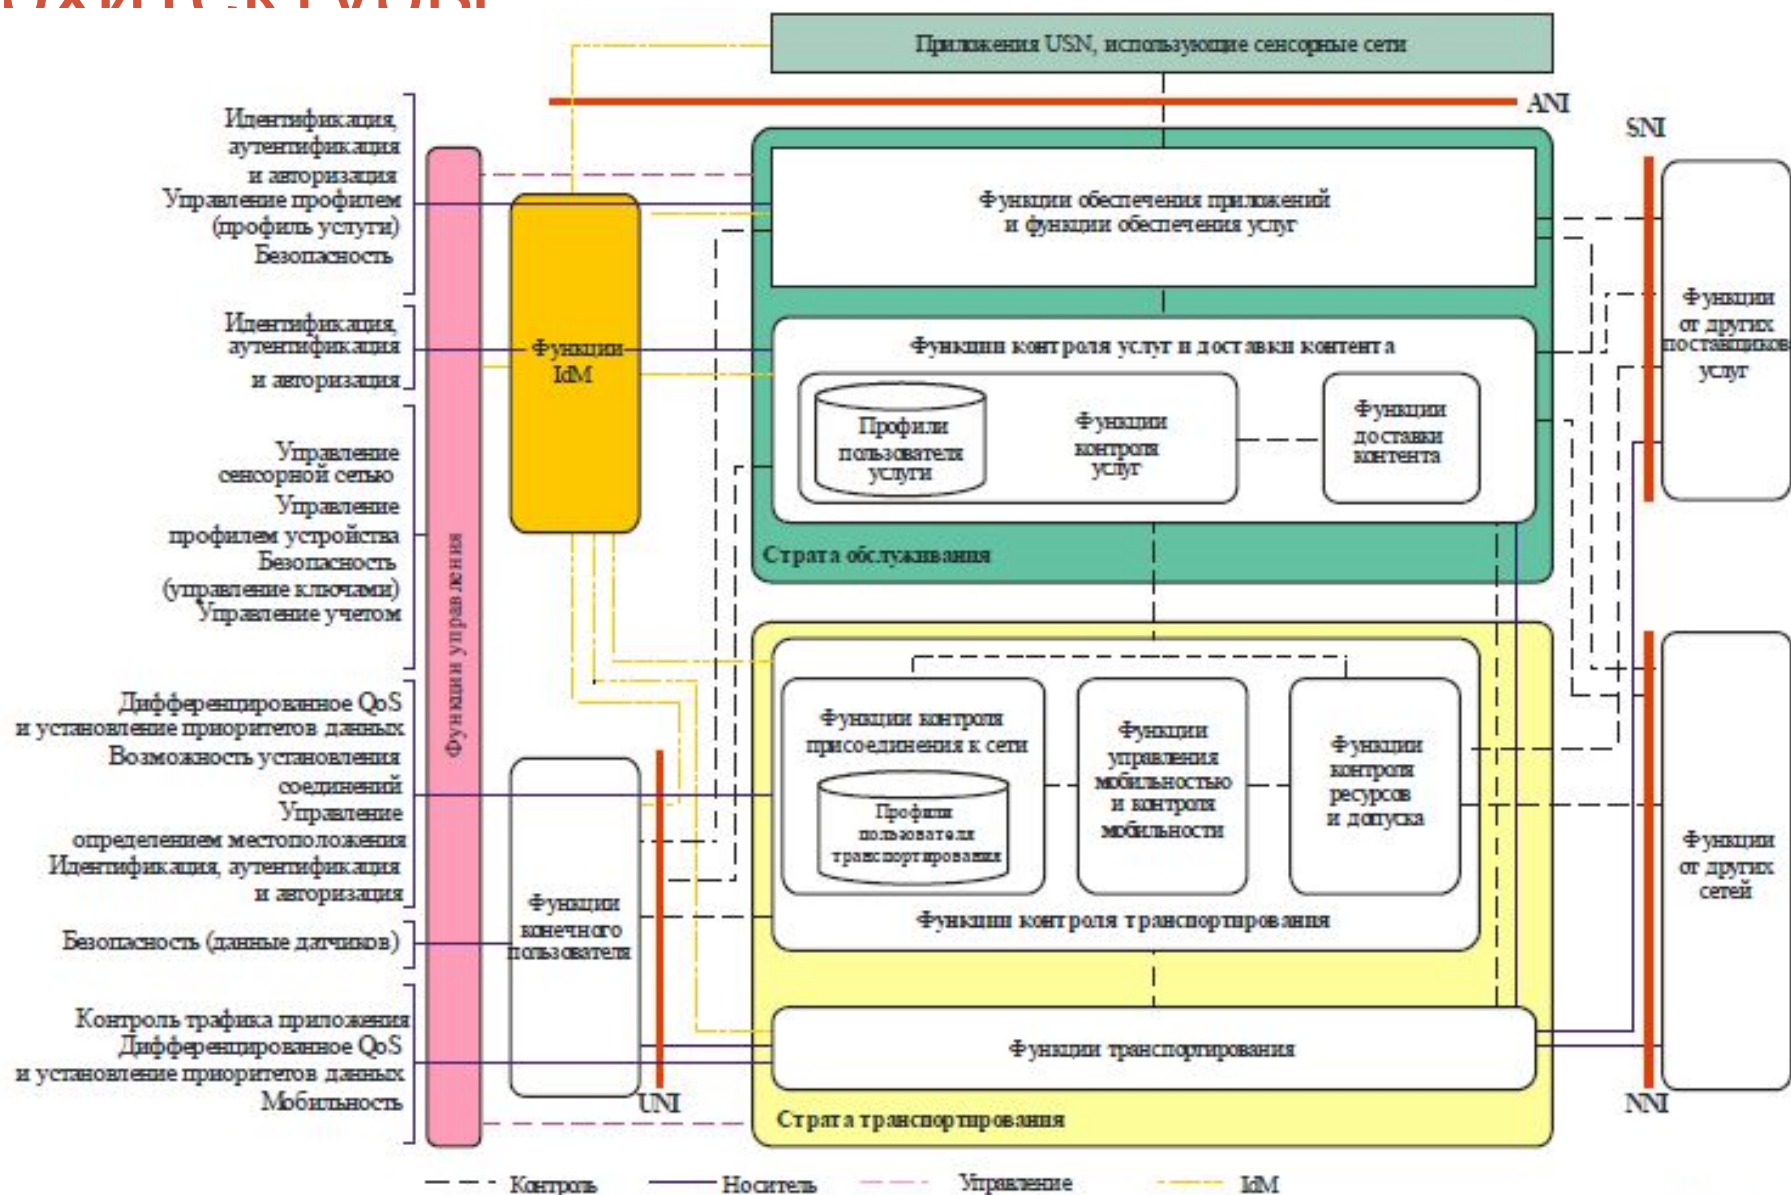 Приложения USN, использующие сенсорные сети
ANI
SNI
Идентификация,
аутентификация
и авторизация
Управление профилем
(профиль услуги)
Безопасность
Идентификация,
аутентификация
и авторизация
Управление
сенсорной сетью
Управление
профилем устройства
Безопасность
(управление ключами)
Управление учетом
Дифференцированное QoS
и установление приоритетов данных
Возможность установления
соединений
Управление
определением местоположения
Идентификация, аутентификация
и авторизация
Безопасность (данные датчиков)
Контроль трафика приложения
Дифференцированное QoS
и установление приоритетов данных
Мобильность
Функции управления
Функции
IdM
Функции
конечного
пользователя
UNI
Функции обеспечения приложений
и функции обеспечения услуг
Функции контроля услуг и доставки контента
Профили
пользователя
услуги
Функции
контроля
услуг
Функции
доставки
контента
Страта обслуживания
Функции контроля
присоединения к сети
Профили
пользователя
транспортирования
Функции
управления
мобильностью
и контроля
мобильности
Функции
контроля
ресурсов
и допуска
Функции контроля транспортирования
Функции транспортирования
Страта транспортирования
Функции
от других
поставщиков
услуг
Функции
от других
сетей
NNI
Контроль
Носитель
Управление
IdM